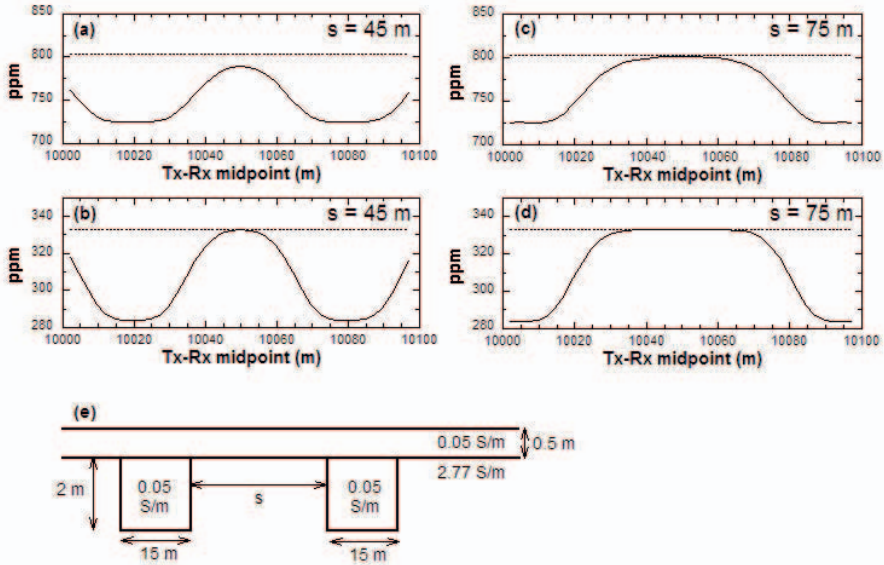 (a)
s = 45 m
850
800
750
700
ppm
10000 10020 10040 10060 10080 10100
Tx-Rx midpoint (m)
(c)
s = 75 m
850
800
750
700
ppm
10000 10020 10040 10060 10080 10100
Tx-Rx midpoint (m)
(b)
s = 45 m
340
320
300
280
ppm
10000 10020 10040 10060 10080 10100
Tx-Rx midpoint (m)
(d)
s = 75 m
340
320
300
280
ppm
10000 10020 10040 10060 10080 10100
Tx-Rx midpoint (m)
(e)
0.05 S/m
0.5 m
2.77 S/m
2 m
0.05
S/m
s
0.05
S/m
15 m
15 m